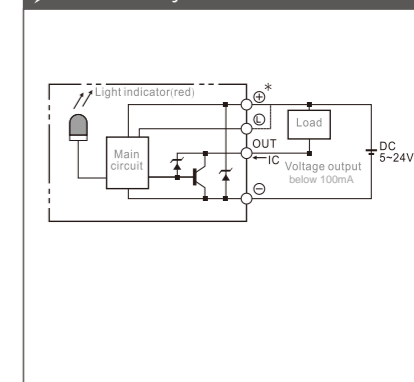 Light indicator(red)
⊕*
Ⓛ
OUT
←IC
Main
circuit
Load
Voltage output
below 100mA
DC
5~24V
⊖